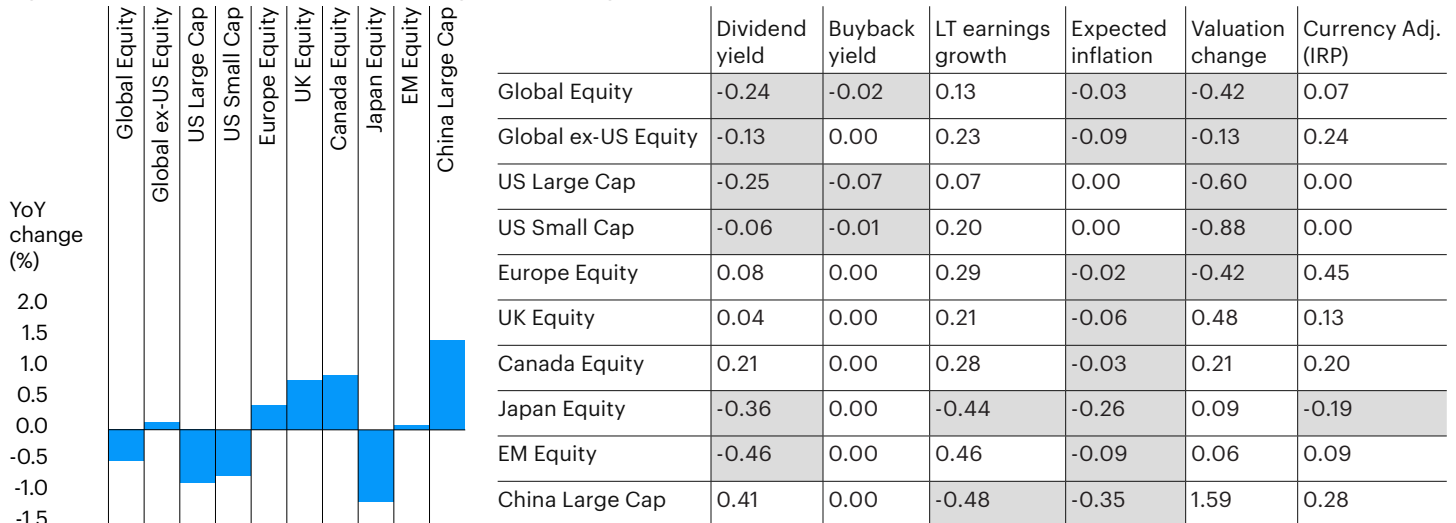 Global Equity
Global ex-US Equity
US Large Cap
US Small Cap
Europe Equity
UK Equity
Canada Equity
Japan Equity
EM Equity
China Large Cap
YoY
change
(%)
2.0
1.5
1.0
0.5
0.0
-0.5
-1.0
-1.5
Dividend yield Buyback yield LT earnings growth Expected inflation Valuation change Currency Adj. (IRP)
Global Equity -0.24 -0.02 0.13 -0.03 -0.42 0.07
Global ex-US Equity -0.13 0.00 0.23 -0.09 -0.13 0.24
US Large Cap -0.25 -0.07 0.07 0.00 -0.60 0.00
US Small Cap -0.06 -0.01 0.20 0.00 -0.88 0.00
Europe Equity 0.08 0.00 0.29 -0.02 -0.42 0.45
UK Equity 0.04 0.00 0.21 -0.06 0.48 0.13
Canada Equity 0.21 0.00 0.28 -0.03 0.21 0.20
Japan Equity -0.36 0.00 -0.44 -0.26 0.09 -0.19
EM Equity -0.46 0.00 0.46 -0.09 0.06 0.09
China Large Cap 0.41 0.00 -0.48 -0.35 1.59 0.28